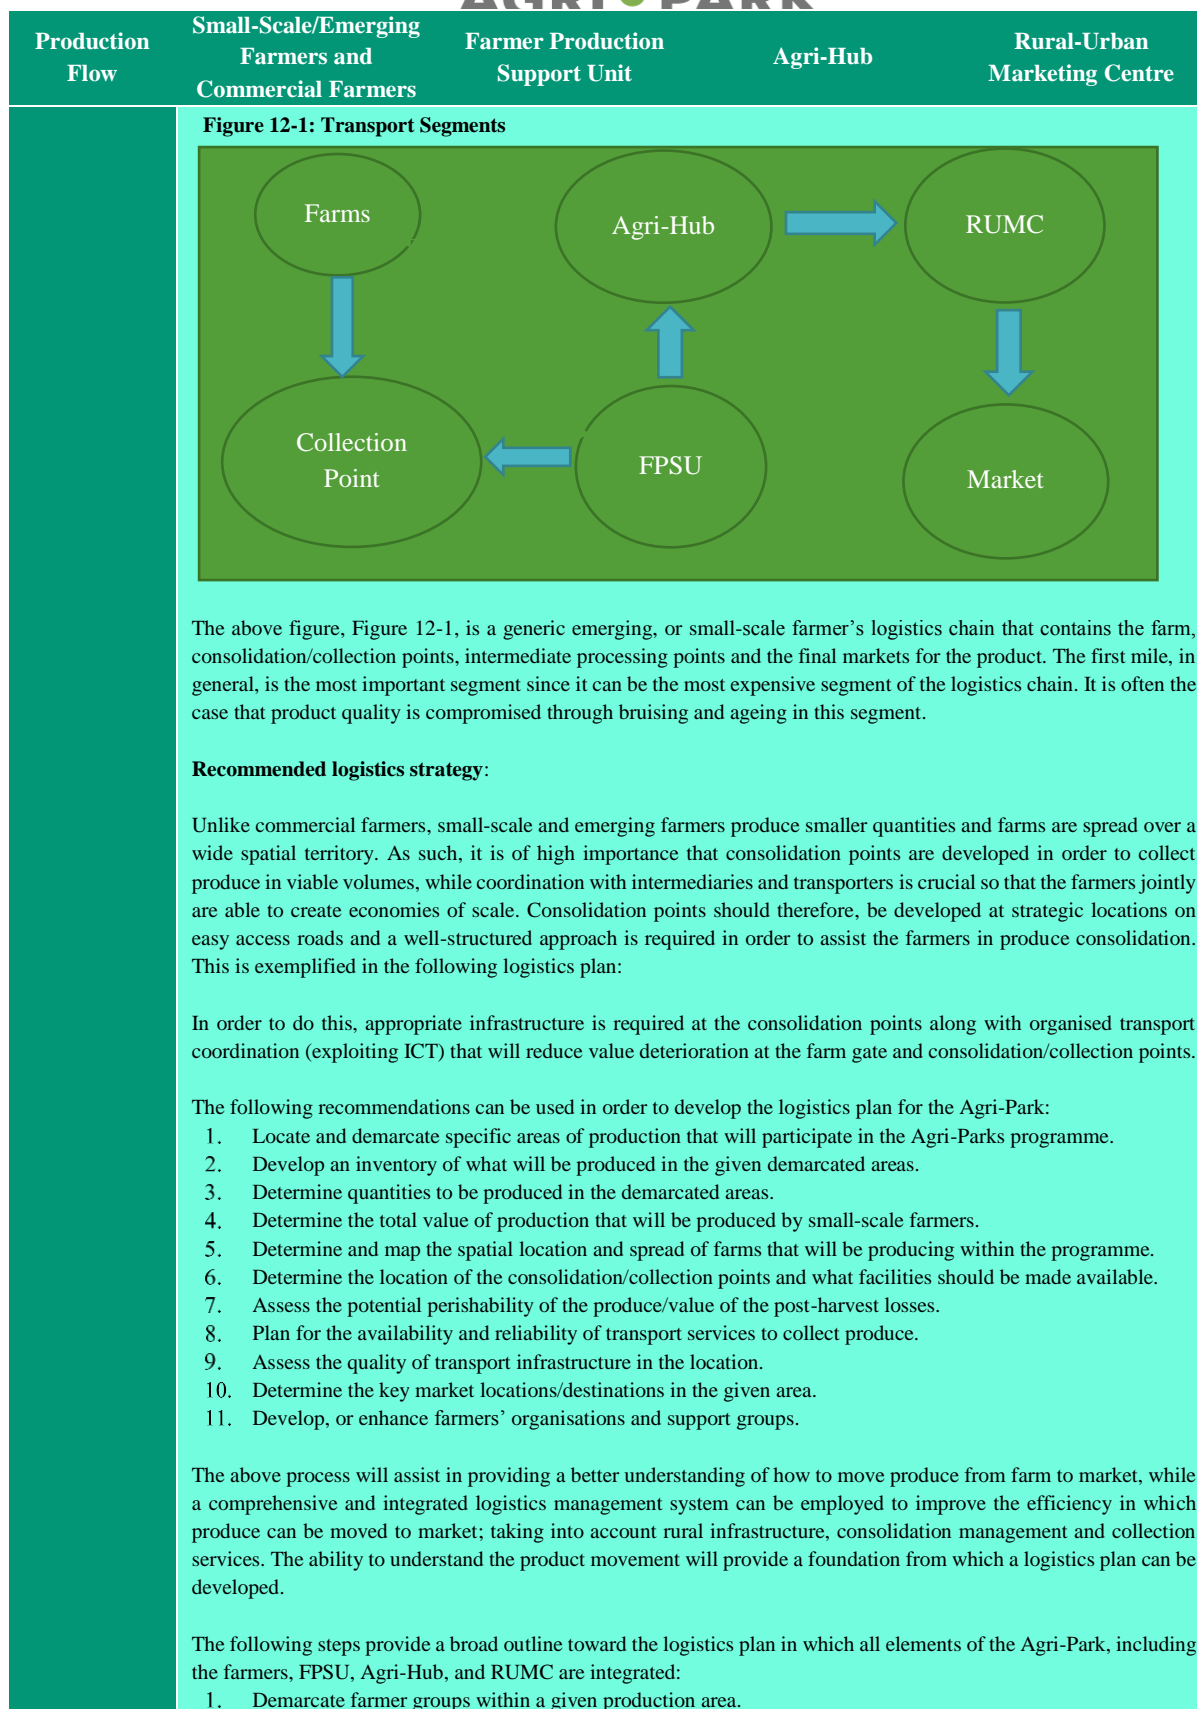 AGRI PARK
Production
Flow
Small-Scale/Emerging
Farmers and
Commercial Farmers
Farmer Production
Support Unit
Agri-Hub
Rural-Urban
Marketing Centre
Figure 12-1: Transport Segments
Farms
Agri-Hub
RUMC
Collection
Point
FPSU
Market
The above figure, Figure 12-1, is a generic emerging, or small-scale farmer’s logistics chain that contains the farm,
consolidation/collection points, intermediate processing points and the final markets for the product. The first mile, in
general, is the most important segment since it can be the most expensive segment of the logistics chain. It is often the
case that product quality is compromised through bruising and ageing in this segment.
Recommended logistics strategy:
Unlike commercial farmers, small-scale and emerging farmers produce smaller quantities and farms are spread over a
wide spatial territory. As such, it is of high importance that consolidation points are developed in order to collect
produce in viable volumes, while coordination with intermediaries and transporters is crucial so that the farmers jointly
are able to create economies of scale. Consolidation points should therefore, be developed at strategic locations on
easy access roads and a well-structured approach is required in order to assist the farmers in produce consolidation.
This is exemplified in the following logistics plan:
In order to do this, appropriate infrastructure is required at the consolidation points along with organised transport
coordination (exploiting ICT) that will reduce value deterioration at the farm gate and consolidation/collection points.
The following recommendations can be used in order to develop the logistics plan for the Agri-Park:
1. Locate and demarcate specific areas of production that will participate in the Agri-Parks programme.
2. Develop an inventory of what will be produced in the given demarcated areas.
3. Determine quantities to be produced in the demarcated areas.
4. Determine the total value of production that will be produced by small-scale farmers.
5. Determine and map the spatial location and spread of farms that will be producing within the programme.
6. Determine the location of the consolidation/collection points and what facilities should be made available.
7. Assess the potential perishability of the produce/value of the post-harvest losses.
8. Plan for the availability and reliability of transport services to collect produce.
9. Assess the quality of transport infrastructure in the location.
10. Determine the key market locations/destinations in the given area.
11. Develop, or enhance farmers’ organisations and support groups.
The above process will assist in providing a better understanding of how to move produce from farm to market, while
a comprehensive and integrated logistics management system can be employed to improve the efficiency in which
produce can be moved to market; taking into account rural infrastructure, consolidation management and collection
services. The ability to understand the product movement will provide a foundation from which a logistics plan can be
developed.
The following steps provide a broad outline toward the logistics plan in which all elements of the Agri-Park, including
the farmers, FPSU, Agri-Hub, and RUMC are integrated:
1. Demarcate farmer groups within a given production area.